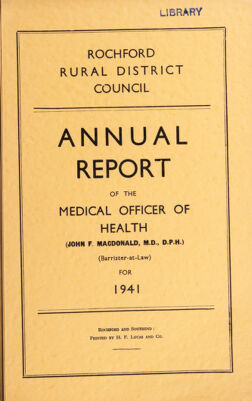 LIBRARY
ROCHFORD
RURAL DISTRICT
COUNCIL
ANNUAL
REPORT
OF THE
MEDICAL OFFICER OF
HEALTH
(JOHN F. MACDONALD, M.D., D.P.H.)
(Barrister-at-Law)
FOR
1941
Rochford and Southend:
Printed by H. F. Lucas and Co.